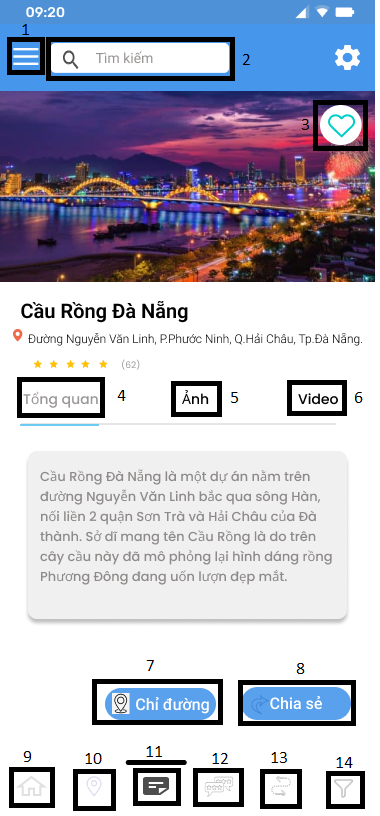 09:20
1
Tìm kiếm
2
3
Cầu Rồng Đà Nẵng
Đường Nguyễn Văn Linh, P.Phước Ninh, Q.Hải Châu, Tp.Đà Nẵng.
(62)
Tổng quan
4
Ảnh
5
Video
6
Cầu Rồng Đà Nẵng là một dự án nằm trên
đường Nguyễn Văn Linh bắc qua sông Hàn,
nối liền 2 quận Sơn Trà và Hải Châu của Đà
thành. Sở dĩ mang tên Cầu Rồng là do trên
cây cầu này đã mô phỏng lại hình dáng rồng
Phương Đông đang uốn lượn đẹp mắt.
7
8
Chỉ đường
Chia sẻ
9
10
11
12
13
14